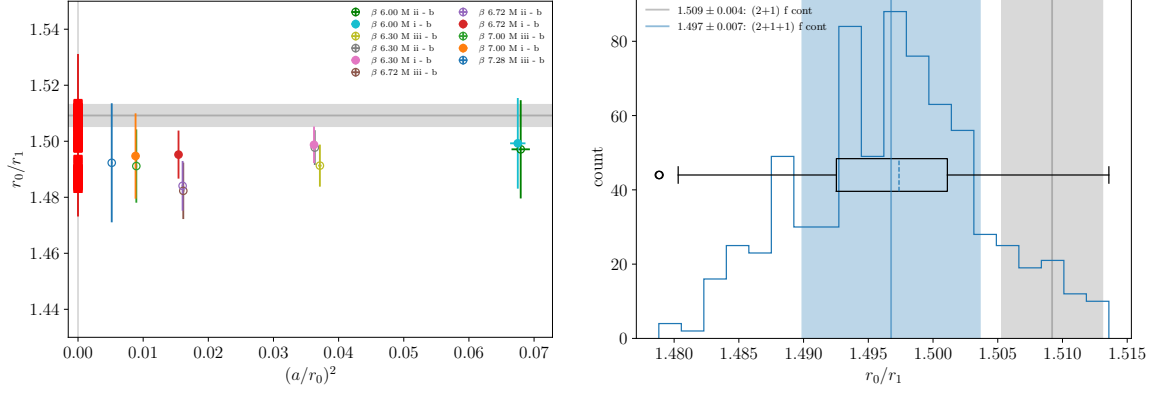 1.54
1.52
1.50
1.48
1.46
1.44
r₀/r₁
0.00 0.01 0.02 0.03 0.04 0.05 0.06 0.07
(a/r₀)²
β 6.00 M ii - b
β 6.00 M i - b
β 6.30 M iii - b
β 6.30 M ii - b
β 6.30 M i - b
β 6.72 M iii - b
β 6.72 M ii - b
β 6.72 M i - b
β 7.00 M iii - b
β 7.00 M i - b
β 7.28 M iii - b
1.509 ± 0.004: (2+1) f cont
1.497 ± 0.007: (2+1+1) f cont
80
60
40
20
0
count
1.480 1.485 1.490 1.495 1.500 1.505 1.510 1.515
r₀/r₁